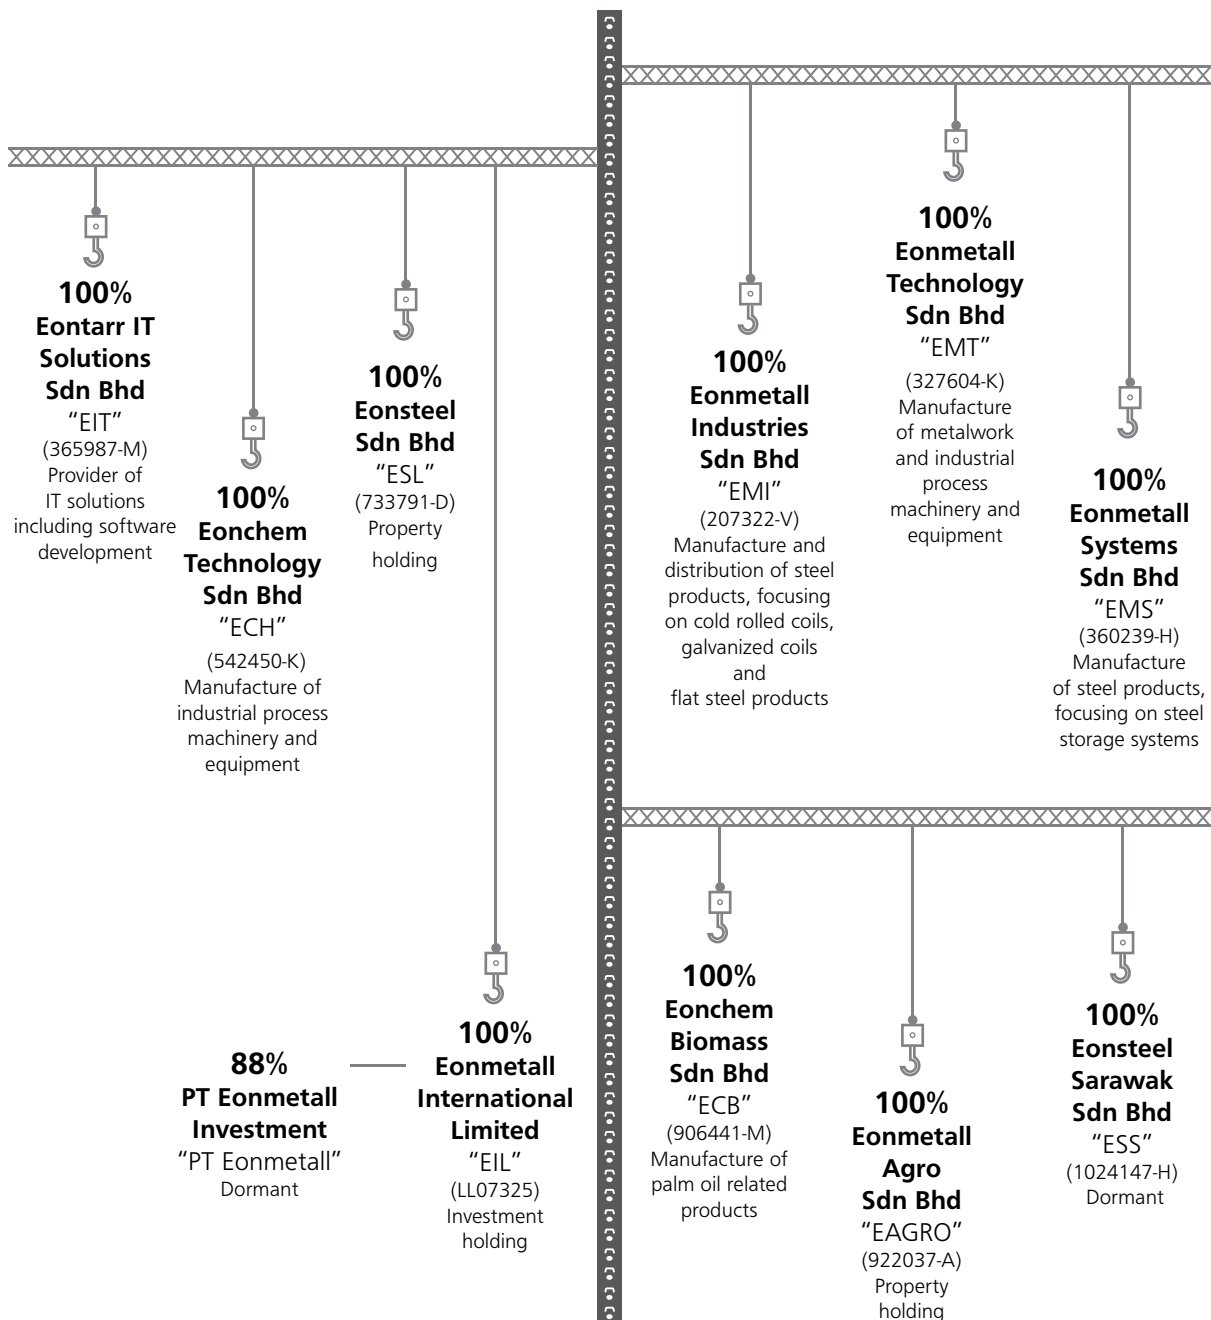 100%
Eontarr IT
Solutions
Sdn Bhd
“EIT”
(365987-M)
Provider of
IT solutions
including software
development
100%
Eonchem
Technology
Sdn Bhd
“ECH”
(542450-K)
Manufacture of
industrial process
machinery and
equipment
100%
Eonsteel
Sdn Bhd
“ESL”
(733791-D)
Property
holding
88%
PT Eonmetall
Investment
“PT Eonmetall”
Dormant
100%
Eonmetall
International
Limited
“EIL”
(LL07325)
Investment
holding
100%
Eonmetall
Industries
Sdn Bhd
“EMI”
(207322-V)
Manufacture and
distribution of steel
products, focusing
on cold rolled coils,
galvanized coils
and
flat steel products
100%
Eonmetall
Technology
Sdn Bhd
“EMT”
(327604-K)
Manufacture
of metalwork
and industrial
process
machinery and
equipment
100%
Eonmetall
Systems
Sdn Bhd
“EMS”
(360239-H)
Manufacture
of steel products,
focusing on steel
storage systems
100%
Eonchem
Biomass
Sdn Bhd
“ECB”
(906441-M)
Manufacture of
palm oil related
products
100%
Eonmetall
Agro
Sdn Bhd
“EAGRO”
(922037-A)
Property
holding
100%
Eonsteel
Sarawak
Sdn Bhd
“ESS”
(1024147-H)
Dormant